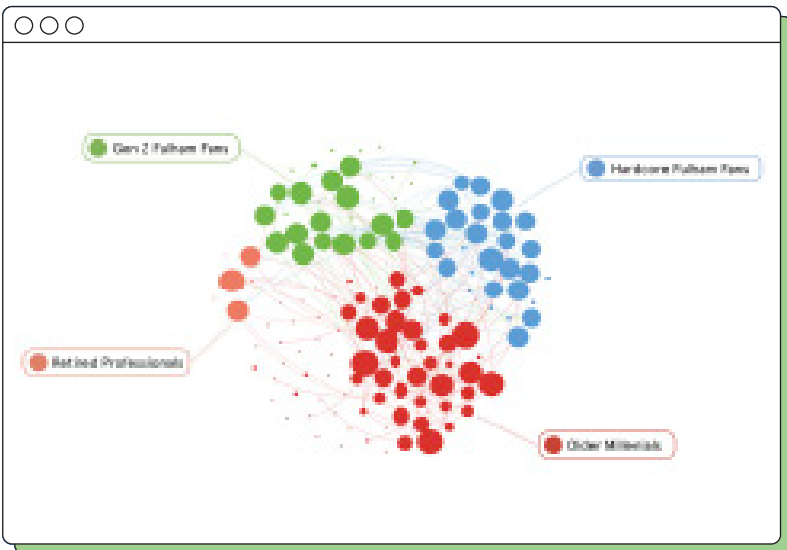 Gen Z Fulham Fans
Hardcore Fulham Fans
Retired Professionals
Older Millenials